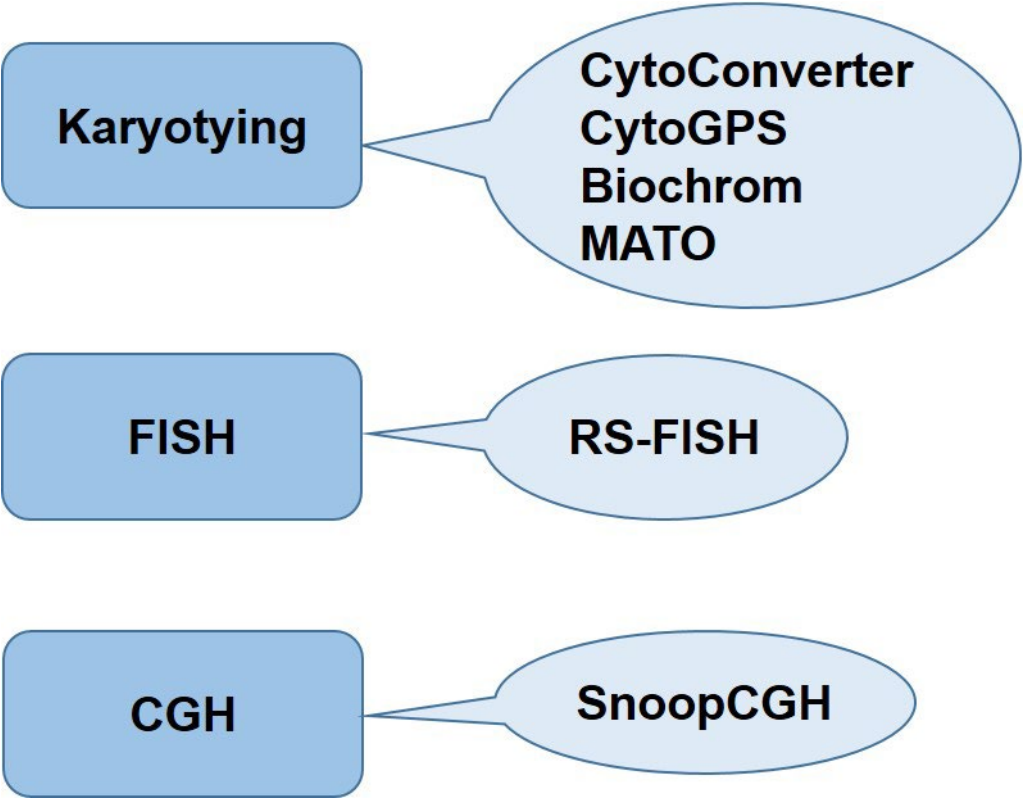 Karyotying
CytoConverter
CytoGPS
Biochrom
MATO
FISH
RS-FISH
CGH
SnoopCGH